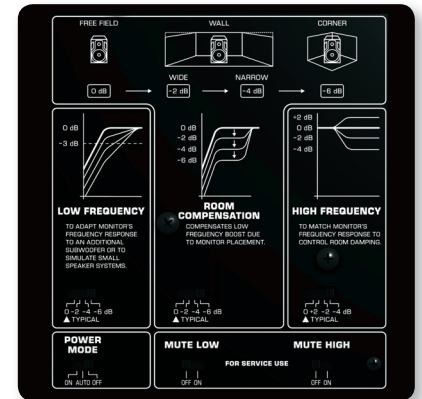 FREE FIELD
WALL
CORNER
WIDE
NARROW
0 dB
-2 dB
-4 dB
-6 dB
0 dB
-3 dB
LOW FREQUENCY
TO ADAPT MONITOR'S
FREQUENCY RESPONSE
TO AN ADDITIONAL
SUBWOOFER OR TO
SIMULATE SMALL
SPEAKER SYSTEMS.
0 -2 -4 -6 dB
▲ TYPICAL
0 dB
-2 dB
-4 dB
-6 dB
ROOM
COMPENSATION
COMPENSATES LOW
FREQUENCY BOOST DUE
TO MONITOR PLACEMENT.
0 -2 -4 -6 dB
▲ TYPICAL
+2 dB
0 dB
-2 dB
-4 dB
HIGH FREQUENCY
TO MATCH MONITOR'S
FREQUENCY RESPONSE TO
CONTROL ROOM DAMPING.
0 +2 -2 -4 dB
▲ TYPICAL
POWER
MODE
ON AUTO OFF
MUTE LOW
MUTE HIGH
FOR SERVICE USE
OFF ON
OFF ON